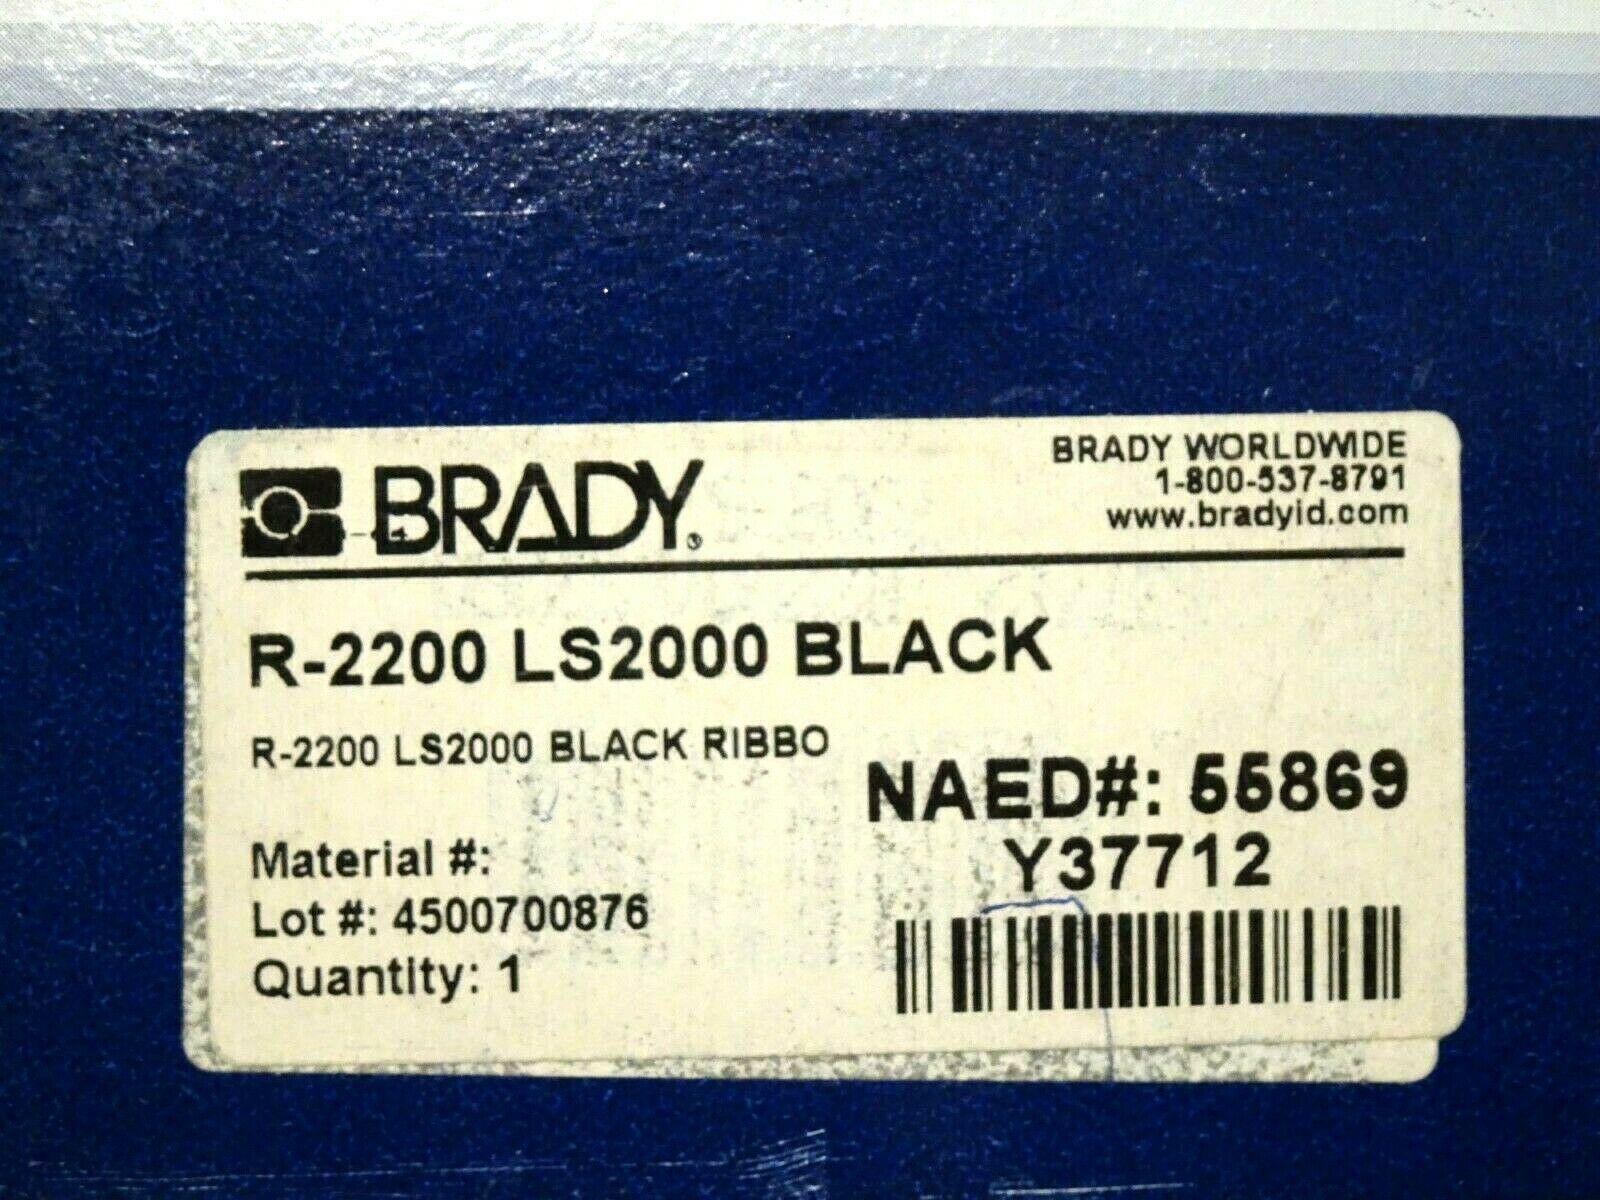 BRADY
BRADY WORLDWIDE
1-800-537-8791
www.bradyid.com
R-2200 LS2000 BLACK
R-2200 LS2000 BLACK RIBBO
NAED#: 55869
Y37712
Material #:
Lot #: 4500700876
Quantity: 1